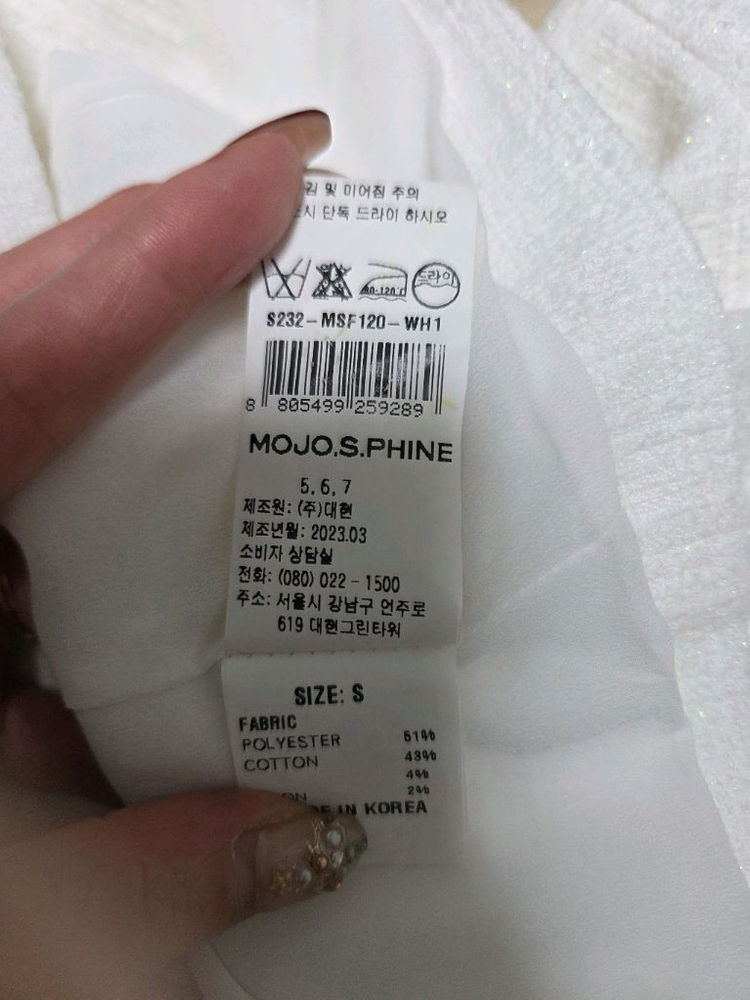 및 미어짐 주의
단독 드라이 하시오
드라이
80-120℃
S232-MSF120-WH1
8 805499 259289
MOJO.S.PHINE
5, 6, 7
제조원: (주)대현
제조년월: 2023.03
소비자 상담실
전화: (080) 022 - 1500
주소: 서울시 강남구 언주로
619 대현그린타워
SIZE: S
FABRIC
POLYESTER 51%
COTTON 43%
4%
2%
IN KOREA